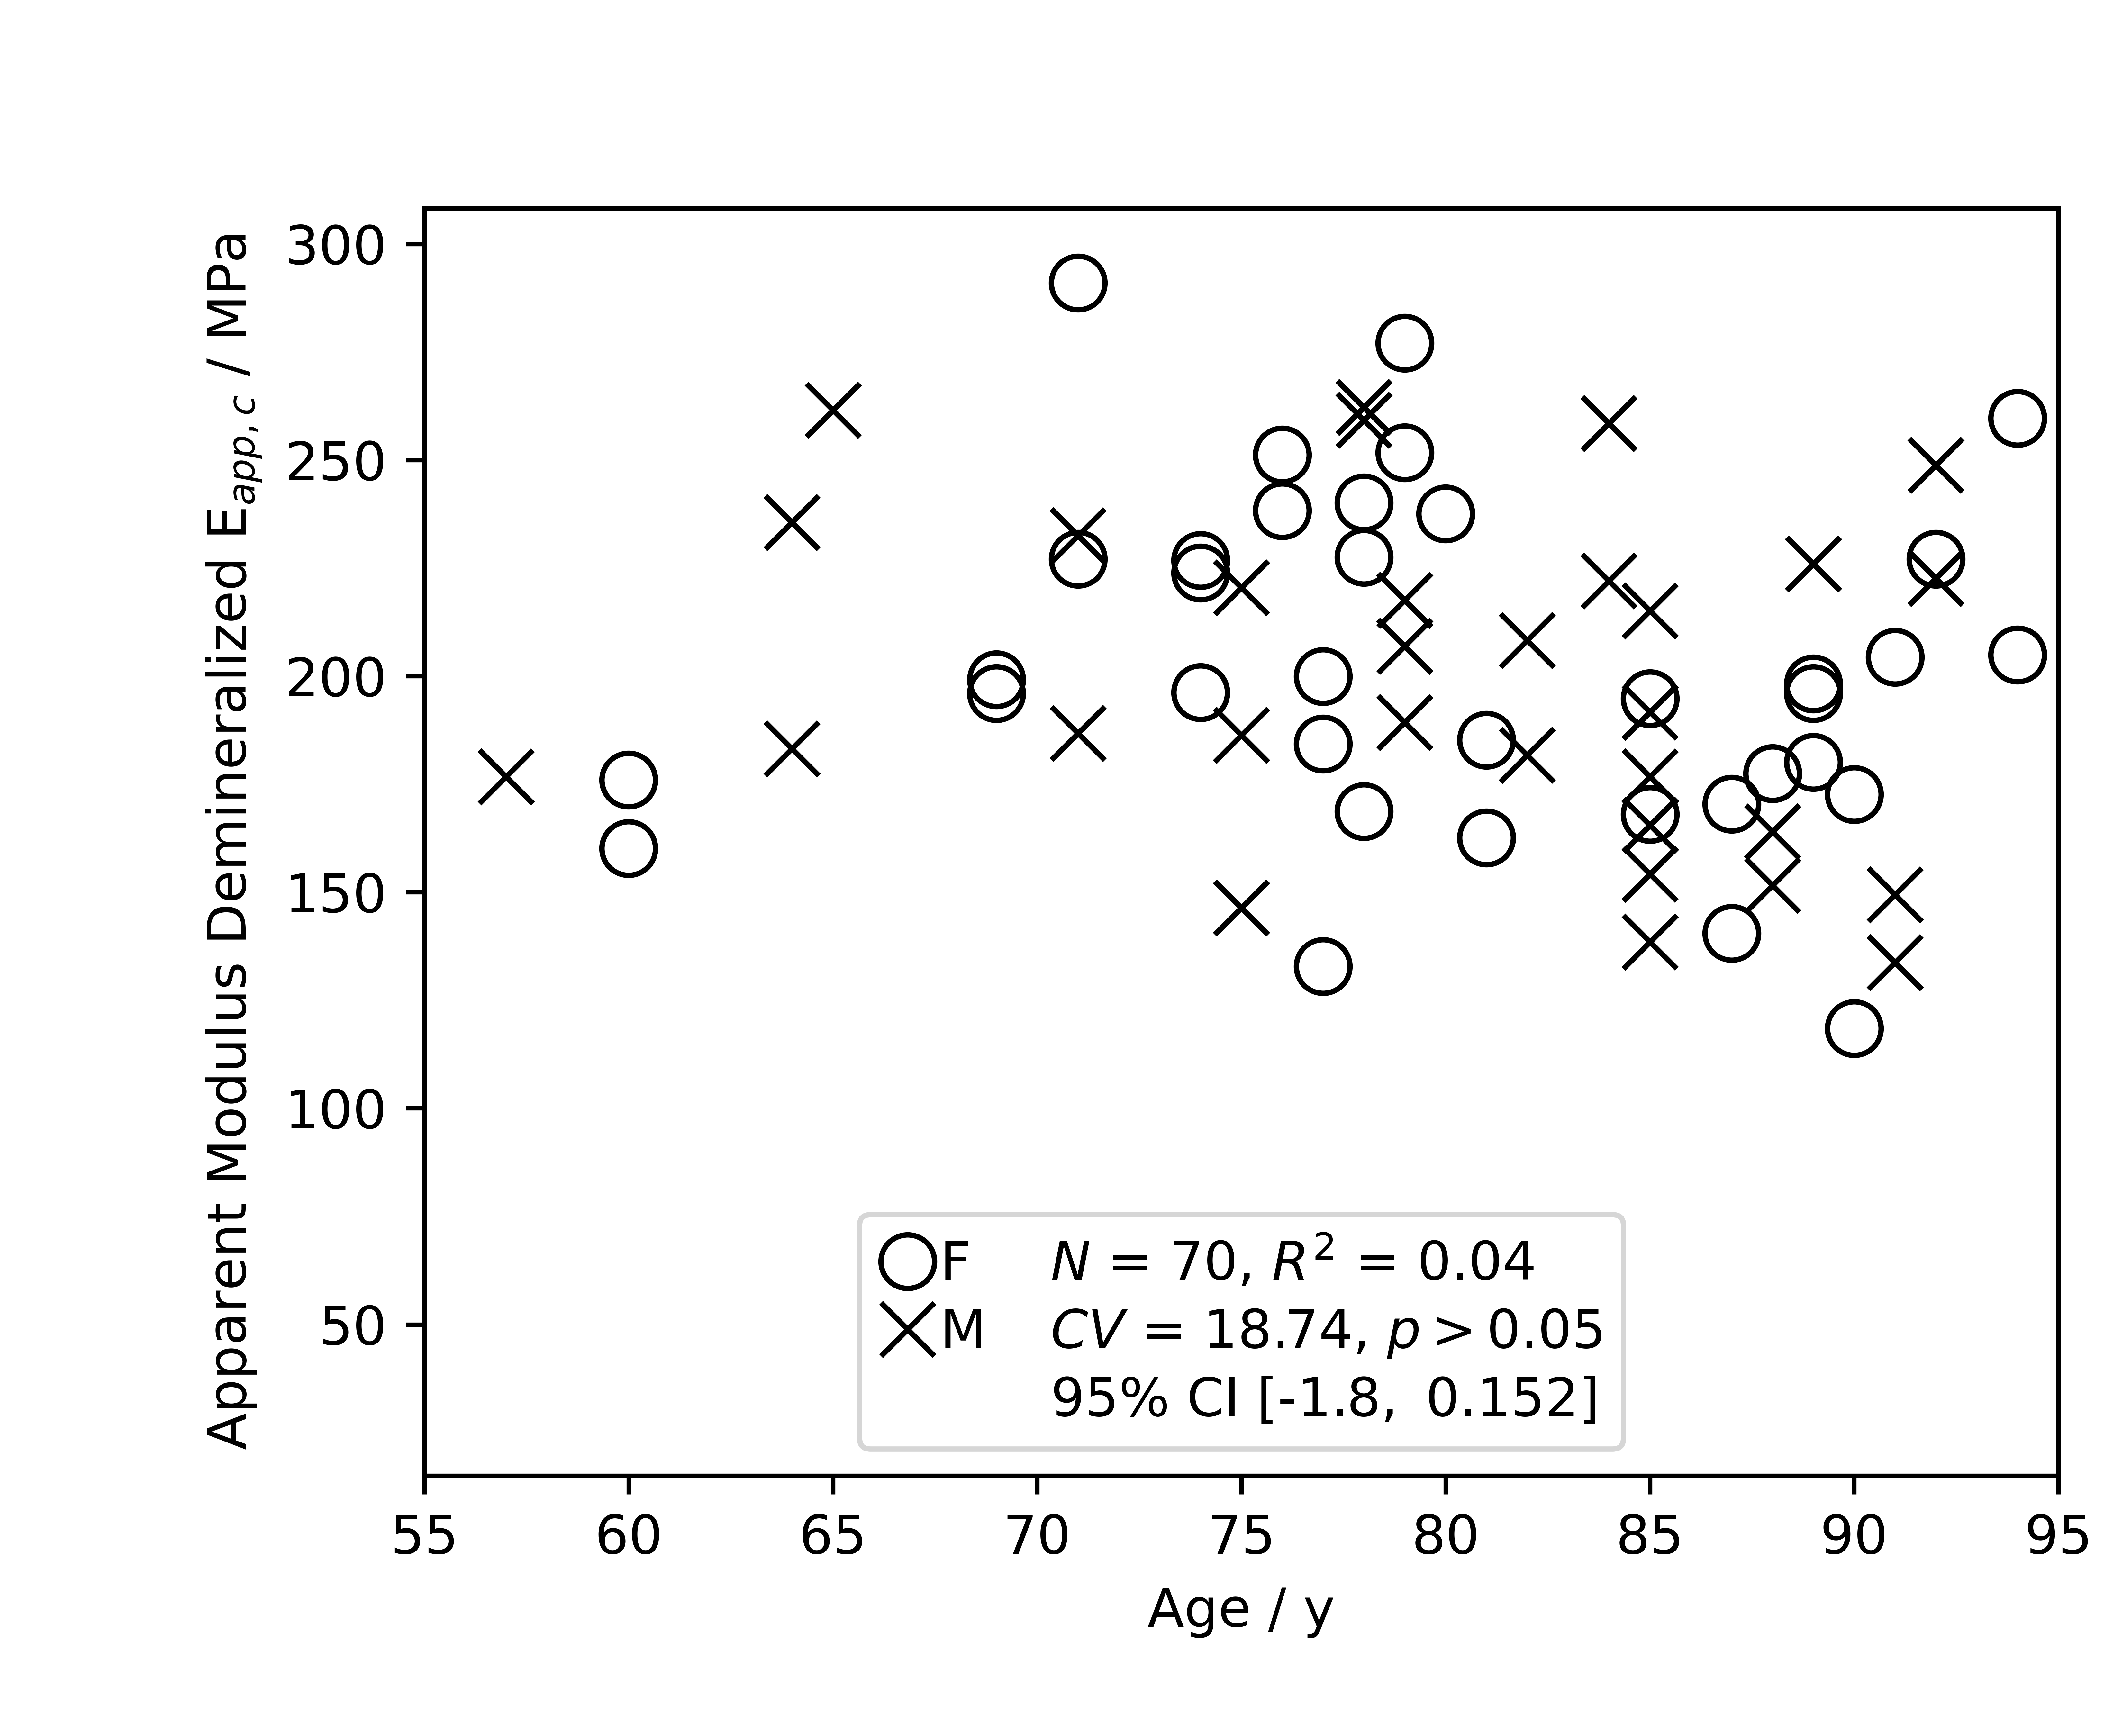 Apparent Modulus Demineralized E_app, c / MPa
300
250
200
150
100
50
F N = 70, R² = 0.04
M CV = 18.74, p > 0.05
95% CI [-1.8, 0.152]
55 60 65 70 75 80 85 90 95
Age / y